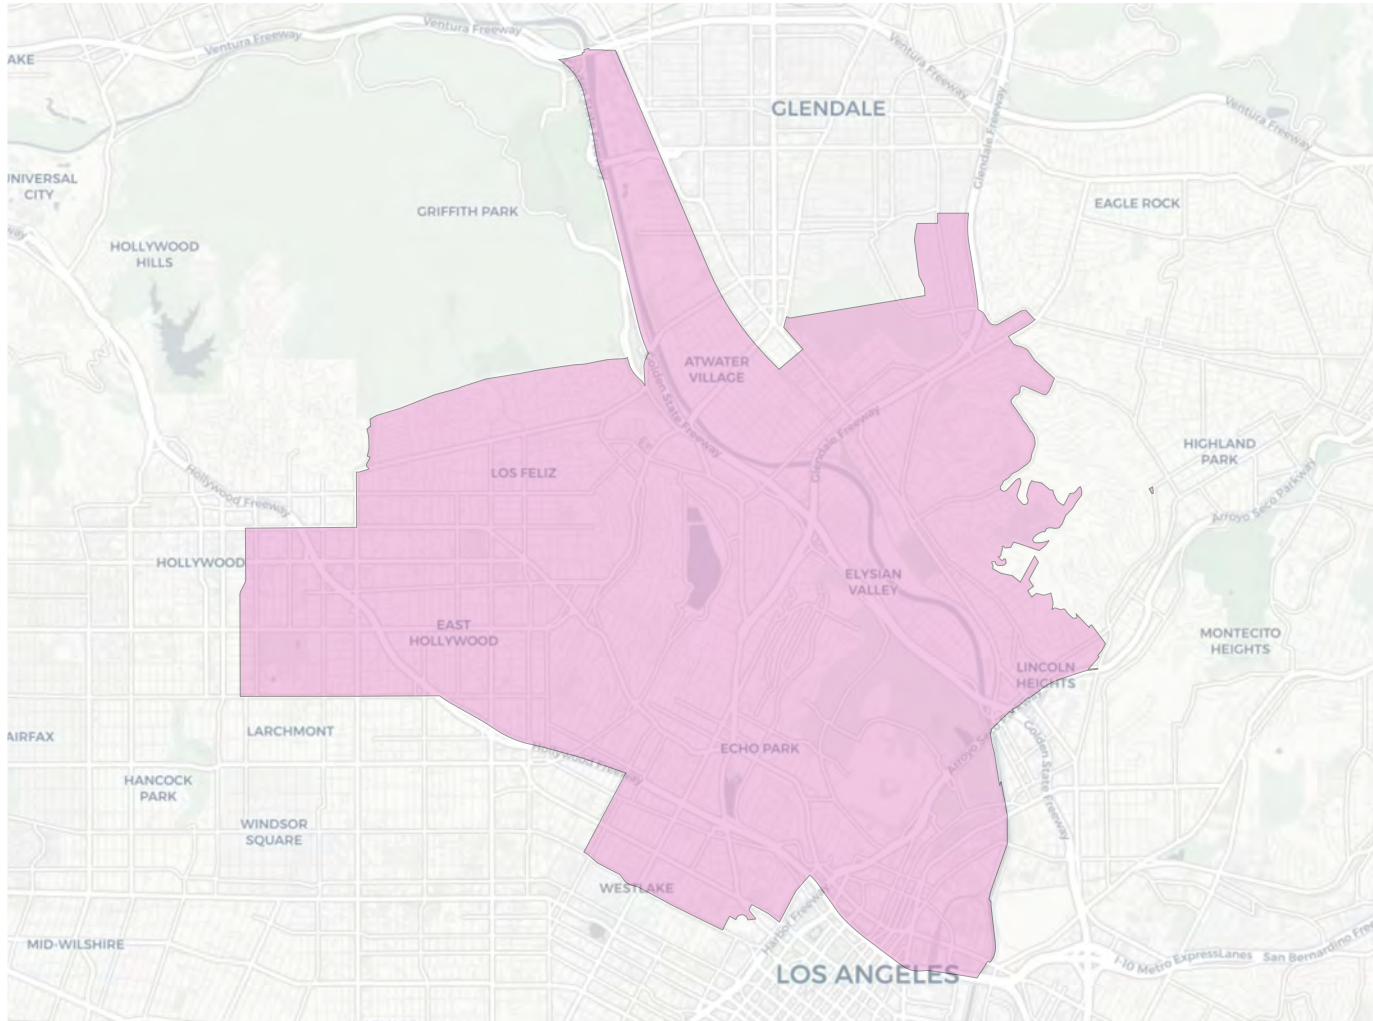 Ventura Freeway
Ventura Freeway
Ventura Freeway
AKE
GLENDALE
Ventura Freeway
Glendale Freeway
UNIVERSAL
CITY
GRIFFITH PARK
EAGLE ROCK
HOLLYWOOD
HILLS
ATWATER
VILLAGE
Golden State Freeway
Glendale Freeway
HIGHLAND
PARK
LOS FELIZ
Hollywood Freeway
Arroyo Seco Parkway
HOLLYWOOD
ELYSIAN
VALLEY
EAST
HOLLYWOOD
MONTECITO
HEIGHTS
LINCOLN
HEIGHTS
LARCHMONT
AIRFAX
ECHO PARK
Hollywood Freeway
Golden State Freeway
HANCOCK
PARK
WINDSOR
SQUARE
WESTLAKE
Harbor Freeway
MID-WILSHIRE
LOS ANGELES
I-10 Metro ExpressLanes
San Bernardino Free